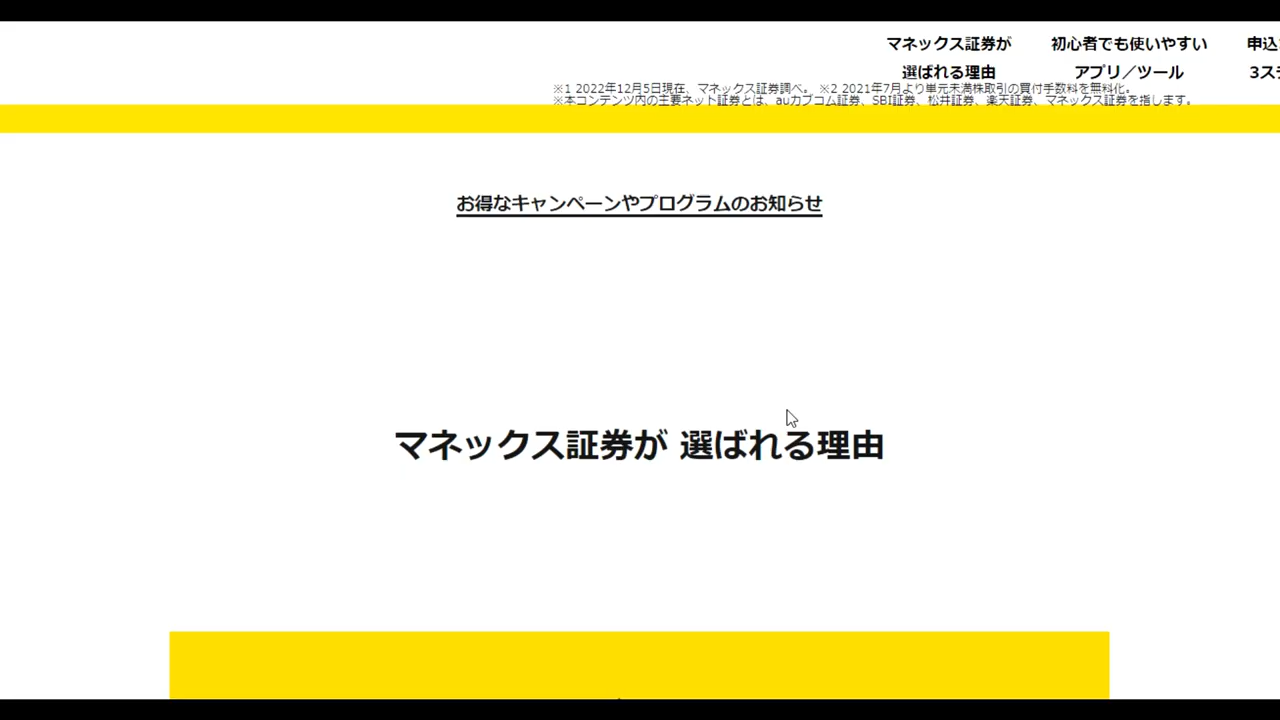 マネックス証券が
選ばれる理由
初心者でも使いやすい
アプリ／ツール
申込
3ス
※1 2022年12月5日現在、マネックス証券調べ。 ※2 2021年7月より単元未満株取引の買付手数料を無料化。
※本コンテンツ内の主要ネット証券とは、auカブコム証券、SBI証券、松井証券、楽天証券、マネックス証券を指します。
お得なキャンペーンやプログラムのお知らせ
マネックス証券が 選ばれる理由